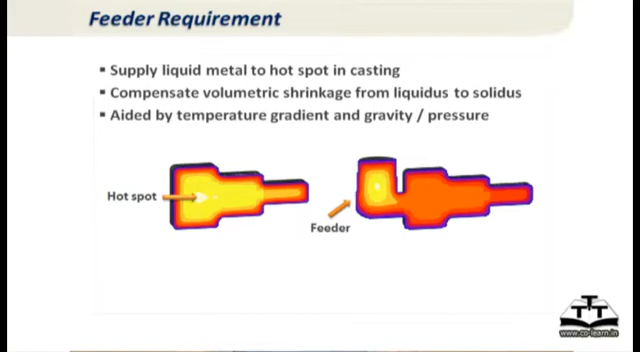 Feeder Requirement
▪ Supply liquid metal to hot spot in casting
▪ Compensate volumetric shrinkage from liquidus to solidus
▪ Aided by temperature gradient and gravity / pressure
Hot spot
Feeder
TTT
www.co-learn.in